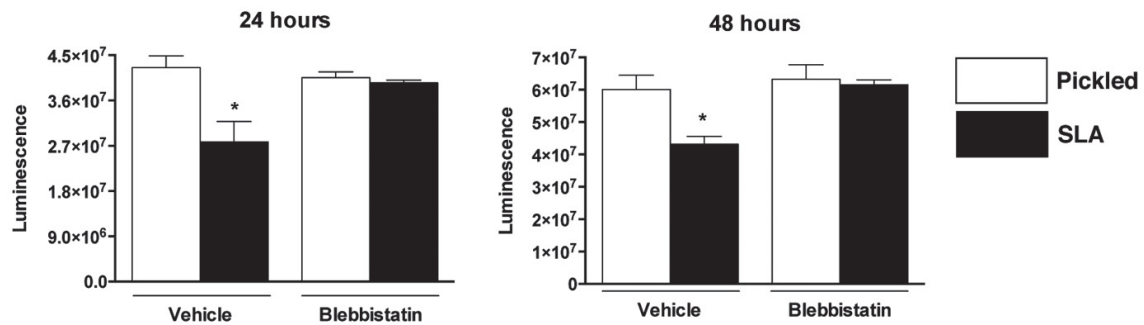 24 hours
Luminescence
4.5×10⁷
3.6×10⁷
2.7×10⁷
1.8×10⁷
9.0×10⁶
0.0
*
Vehicle
Blebbistatin
48 hours
Luminescence
7×10⁷
6×10⁷
5×10⁷
4×10⁷
3×10⁷
2×10⁷
1×10⁷
0
*
Vehicle
Blebbistatin
Pickled
SLA